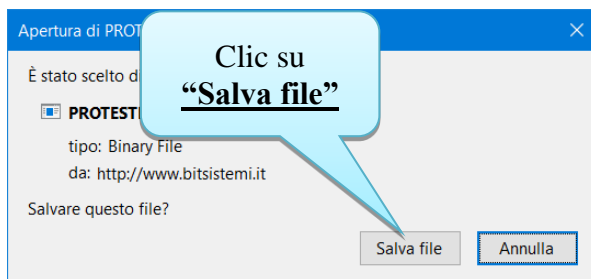 Apertura di PROT
Clic su
“Salva file”
È stato scelto d
PROTEST
tipo: Binary File
da: http://www.bitsistemi.it
Salvare questo file?
Salva file
Annulla